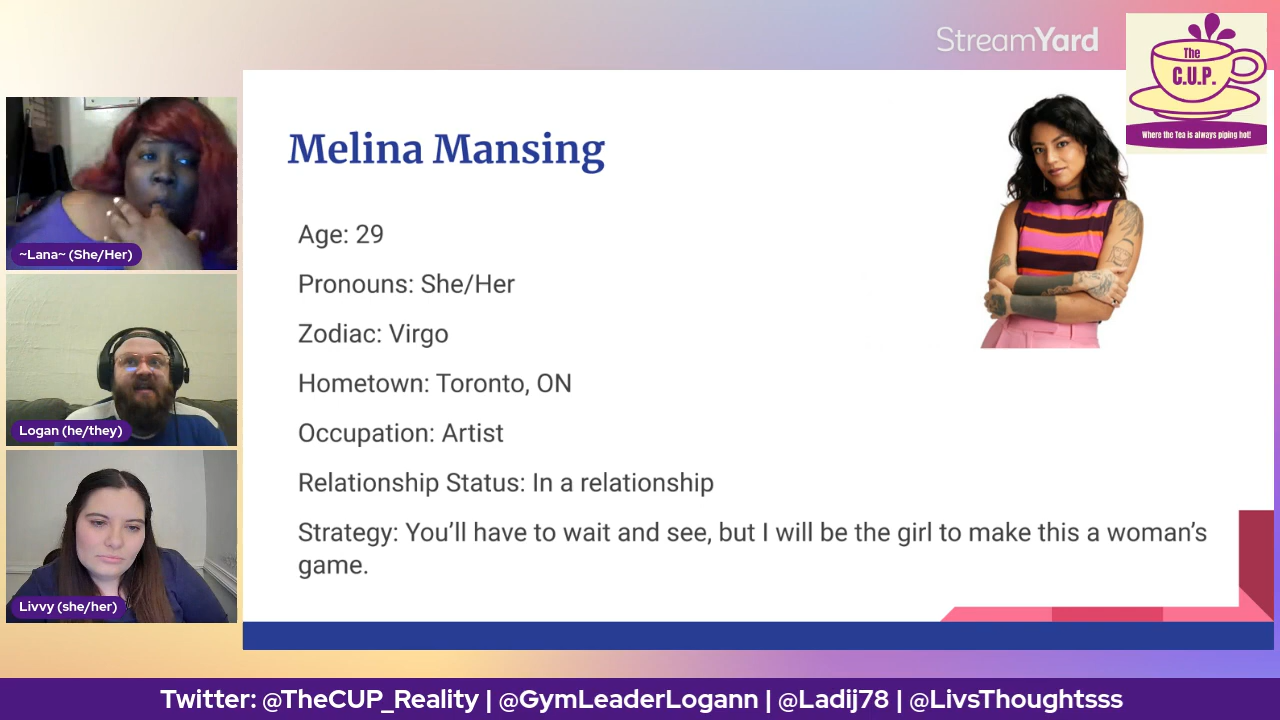 StreamYard
The
C.U.P.
Where the Tea is always piping hot!
Melina Mansing
Age: 29
Pronouns: She/Her
Zodiac: Virgo
Hometown: Toronto, ON
Occupation: Artist
Relationship Status: In a relationship
Strategy: You’ll have to wait and see, but I will be the girl to make this a woman’s
game.
~Lana~ (She/Her)
Logan (he/they)
Livvy (she/her)
Twitter: @TheCUP_Reality | @GymLeaderLogann | @Ladij78 | @LivsThoughtsss